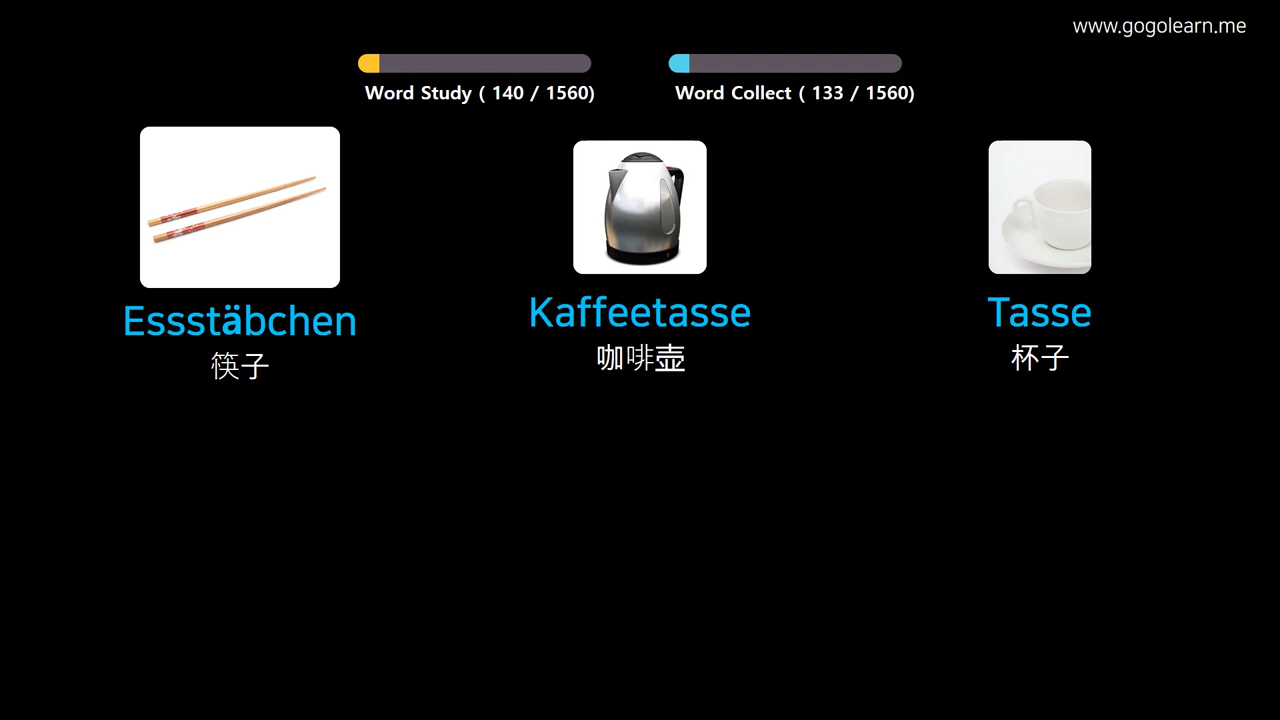 www.gogolearn.me
Word Study ( 140 / 1560)
Word Collect ( 133 / 1560)
Essstäbchen
筷子
Kaffeetasse
咖啡壶
Tasse
杯子